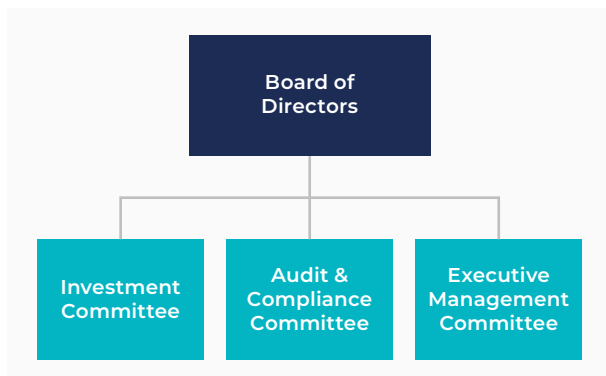 Board of
Directors
Investment
Committee
Audit &
Compliance
Committee
Executive
Management
Committee